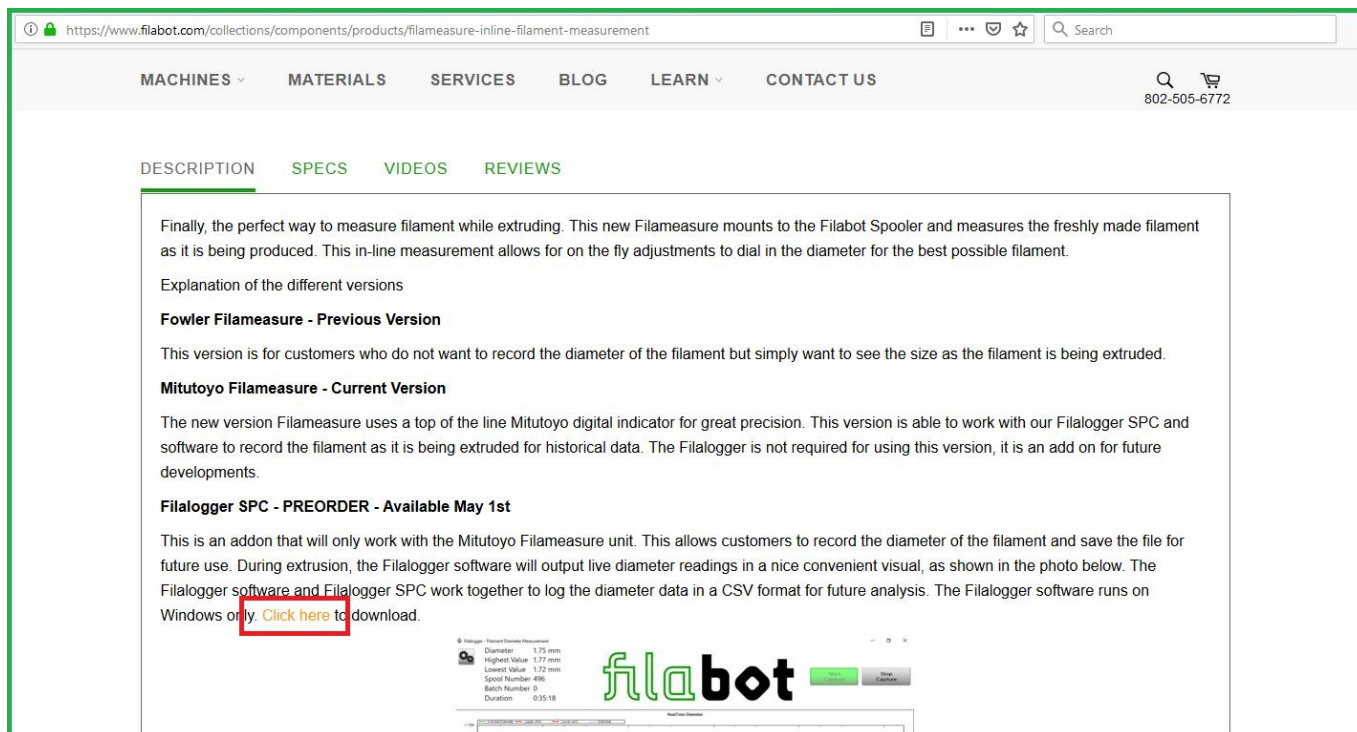 https://www.filabot.com/collections/components/products/filameasure-inline-filament-measurement
Search
MACHINES MATERIALS SERVICES BLOG LEARN CONTACT US
802-505-6772
DESCRIPTION SPECS VIDEOS REVIEWS
Finally, the perfect way to measure filament while extruding. This new Filameasure mounts to the Filabot Spooler and measures the freshly made filament
as it is being produced. This in-line measurement allows for on the fly adjustments to dial in the diameter for the best possible filament.
Explanation of the different versions
Fowler Filameasure - Previous Version
This version is for customers who do not want to record the diameter of the filament but simply want to see the size as the filament is being extruded.
Mitutoyo Filameasure - Current Version
The new version Filameasure uses a top of the line Mitutoyo digital indicator for great precision. This version is able to work with our Filalogger SPC and
software to record the filament as it is being extruded for historical data. The Filalogger is not required for using this version, it is an add on for future
developments.
Filalogger SPC - PREORDER - Available May 1st
This is an addon that will only work with the Mitutoyo Filameasure unit. This allows customers to record the diameter of the filament and save the file for
future use. During extrusion, the Filalogger software will output live diameter readings in a nice convenient visual, as shown in the photo below. The
Filalogger software and Filalogger SPC work together to log the diameter data in a CSV format for future analysis. The Filalogger software runs on
Windows only. Click here to download.
Filalogger - Filament Diameter Measurement
Diameter 1.75 mm
Highest Value 1.77 mm
Lowest Value 1.72 mm
Spool Number 496
Batch Number 0
Duration 0:35:18
filabot
Start Capture
Stop Capture
RealTime Diameter